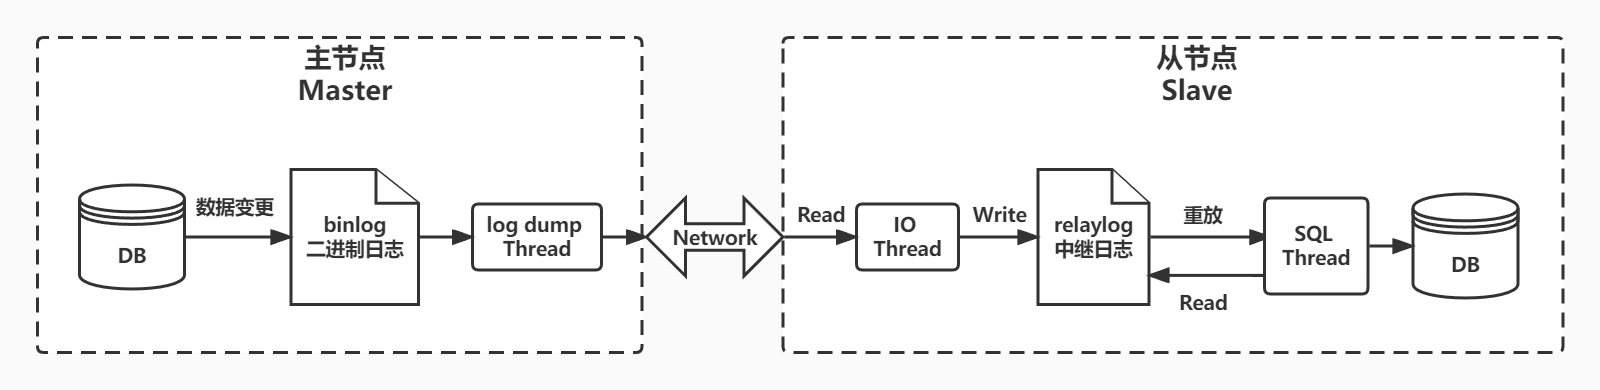 主节点
Master
DB
数据变更
binlog
二进制日志
log dump
Thread
Network
从节点
Slave
Read
IO
Thread
Write
relaylog
中继日志
重放
Read
SQL
Thread
DB